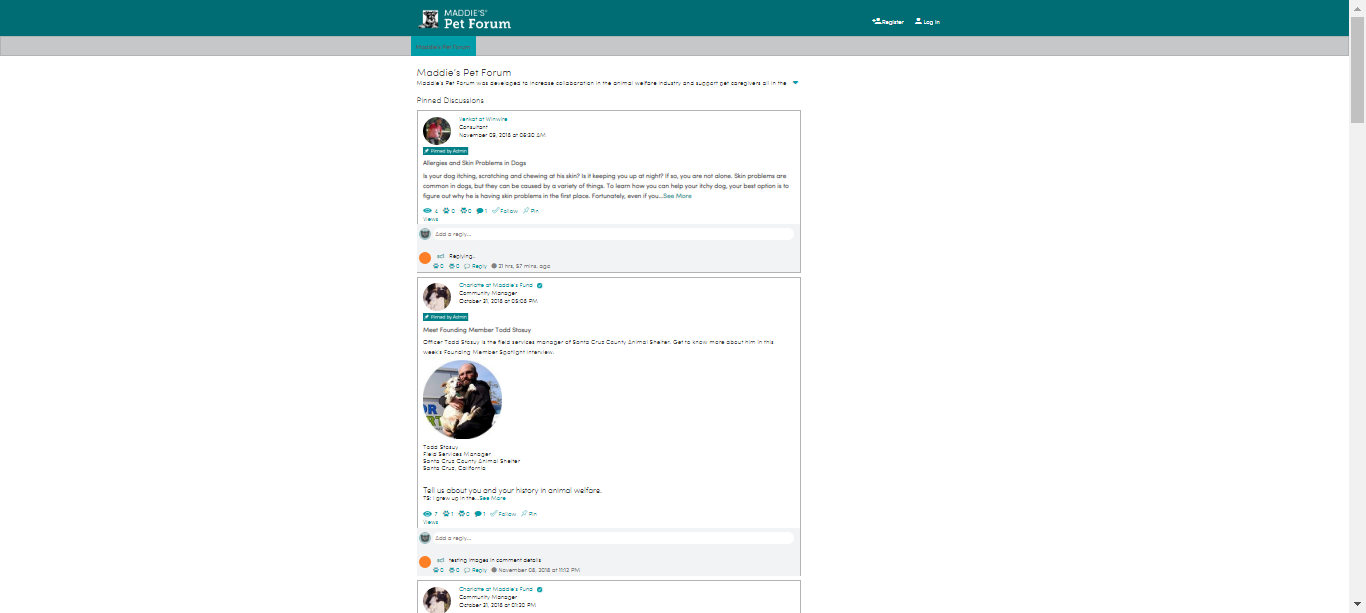 MADDIE'S®
Pet Forum
Register Log In
Maddie's Pet Forum
Maddie's Pet Forum
Maddie's Pet Forum was developed to increase collaboration in the animal welfare industry and support pet caregivers all in the
Pinned Discussions
Venkat at Winwire
Consultant
November 09, 2018 at 06:30 AM
Pinned by Admin
Allergies and Skin Problems in Dogs
Is your dog itching, scratching and chewing at his skin? Is it keeping you up at night? If so, you are not alone. Skin problems are
common in dogs, but they can be caused by a variety of things. To learn how you can help your itchy dog, your best option is to
figure out why he is having skin problems in the first place. Fortunately, even if you...See More
4 0 0 1 Follow Pin
Views
Add a reply...
sd1 Replying..
0 0 Reply 21 hrs, 57 mins. ago
Charlotte at Maddie's Fund
Community Manager
October 31, 2018 at 05:08 PM
Pinned by Admin
Meet Founding Member Todd Stosuy
Officer Todd Stosuy is the field services manager of Santa Cruz County Animal Shelter. Get to know more about him in this
week's Founding Member Spotlight interview.
Todd Stosuy
Field Services Manager
Santa Cruz County Animal Shelter
Santa Cruz, California
Tell us about you and your history in animal welfare.
TS: I grew up in the...See More
7 1 0 1 Follow Pin
Views
Add a reply...
sd1 testing images in comment details
0 0 Reply November 08, 2018 at 11:12 PM
Charlotte at Maddie's Fund
Community Manager
October 31, 2018 at 01:30 PM